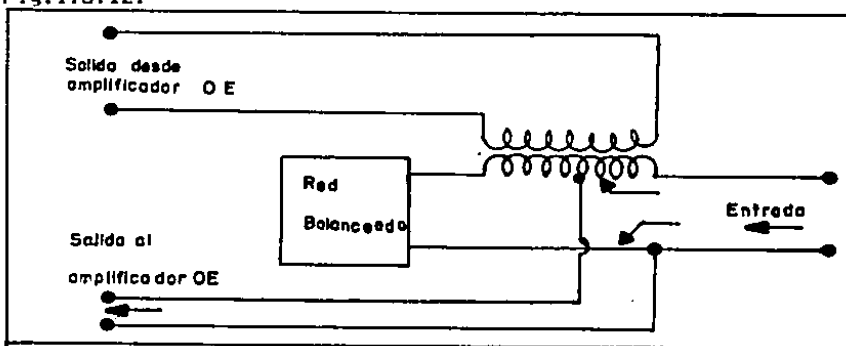 Salida desde
amplificador O E
Red
Balanceada
Entrada
Salida al
amplificador OE